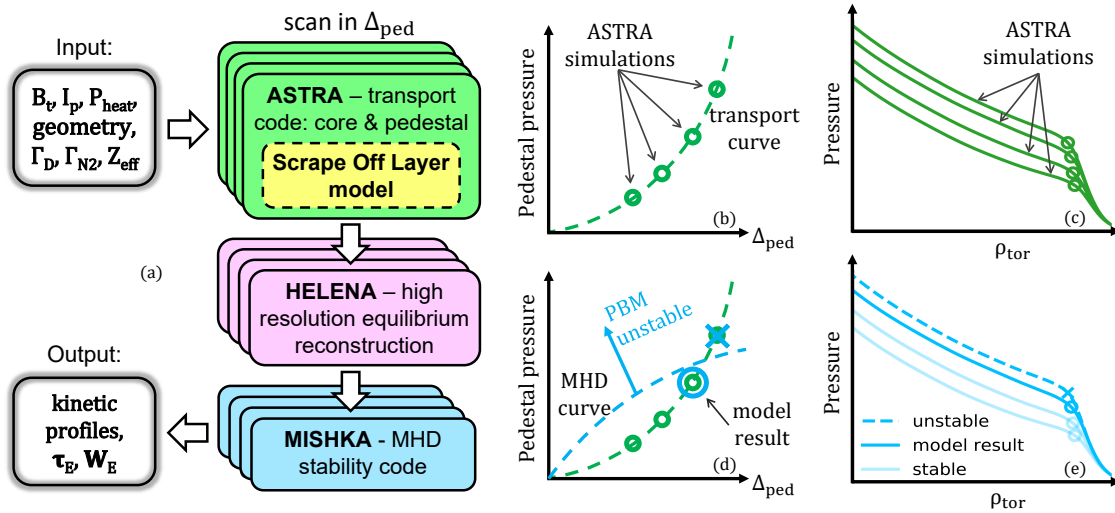 Input:
B_t, I_p, P_heat,
geometry,
Γ_D, Γ_N2, Z_eff
scan in Δ_ped
ASTRA – transport
code: core & pedestal
Scrape Off Layer
model
(a)
HELENA – high
resolution equilibrium
reconstruction
MISHKA - MHD
stability code
Output:
kinetic
profiles,
τ_E, W_E
Pedestal pressure
ASTRA
simulations
transport
curve
(b)
Δ_ped
Pressure
ASTRA
simulations
(c)
ρ_tor
Pedestal pressure
PBM
unstable
MHD
curve
model
result
(d)
Δ_ped
Pressure
unstable
model result
stable
(e)
ρ_tor